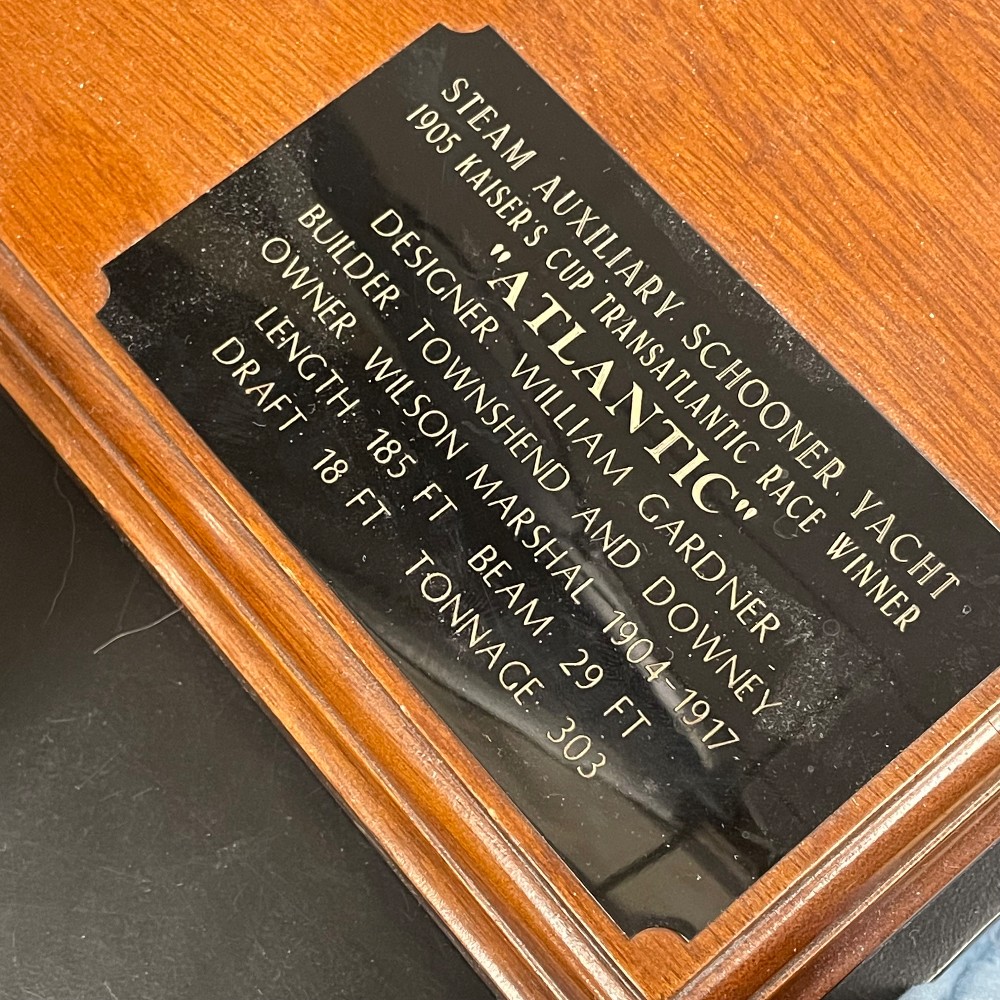 STEAM AUXILIARY SCHOONER YACHT
1905 KAISER'S CUP TRANSATLANTIC RACE WINNER
"ATLANTIC"
DESIGNER: WILLIAM GARDNER
BUILDER: TOWNSHEND AND DOWNEY
OWNER: WILSON MARSHAL 1904-1917
LENGTH: 185 FT BEAM: 29 FT
DRAFT: 18 FT TONNAGE: 303